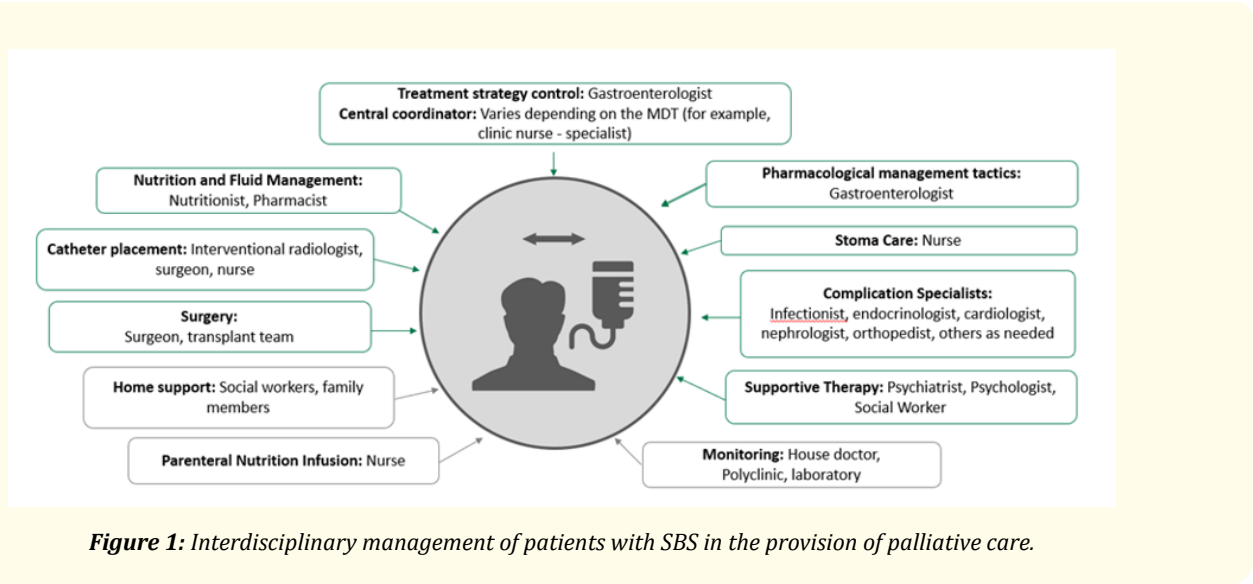 Treatment strategy control: Gastroenterologist
Central coordinator: Varies depending on the MDT (for example,
clinic nurse - specialist)
Nutrition and Fluid Management:
Nutritionist, Pharmacist
Catheter placement: Interventional radiologist,
surgeon, nurse
Surgery:
Surgeon, transplant team
Home support: Social workers, family
members
Parenteral Nutrition Infusion: Nurse
Pharmacological management tactics:
Gastroenterologist
Stoma Care: Nurse
Complication Specialists:
Infectionist, endocrinologist, cardiologist,
nephrologist, orthopedist, others as needed
Supportive Therapy: Psychiatrist, Psychologist,
Social Worker
Monitoring: House doctor,
Polyclinic, laboratory
Figure 1: Interdisciplinary management of patients with SBS in the provision of palliative care.